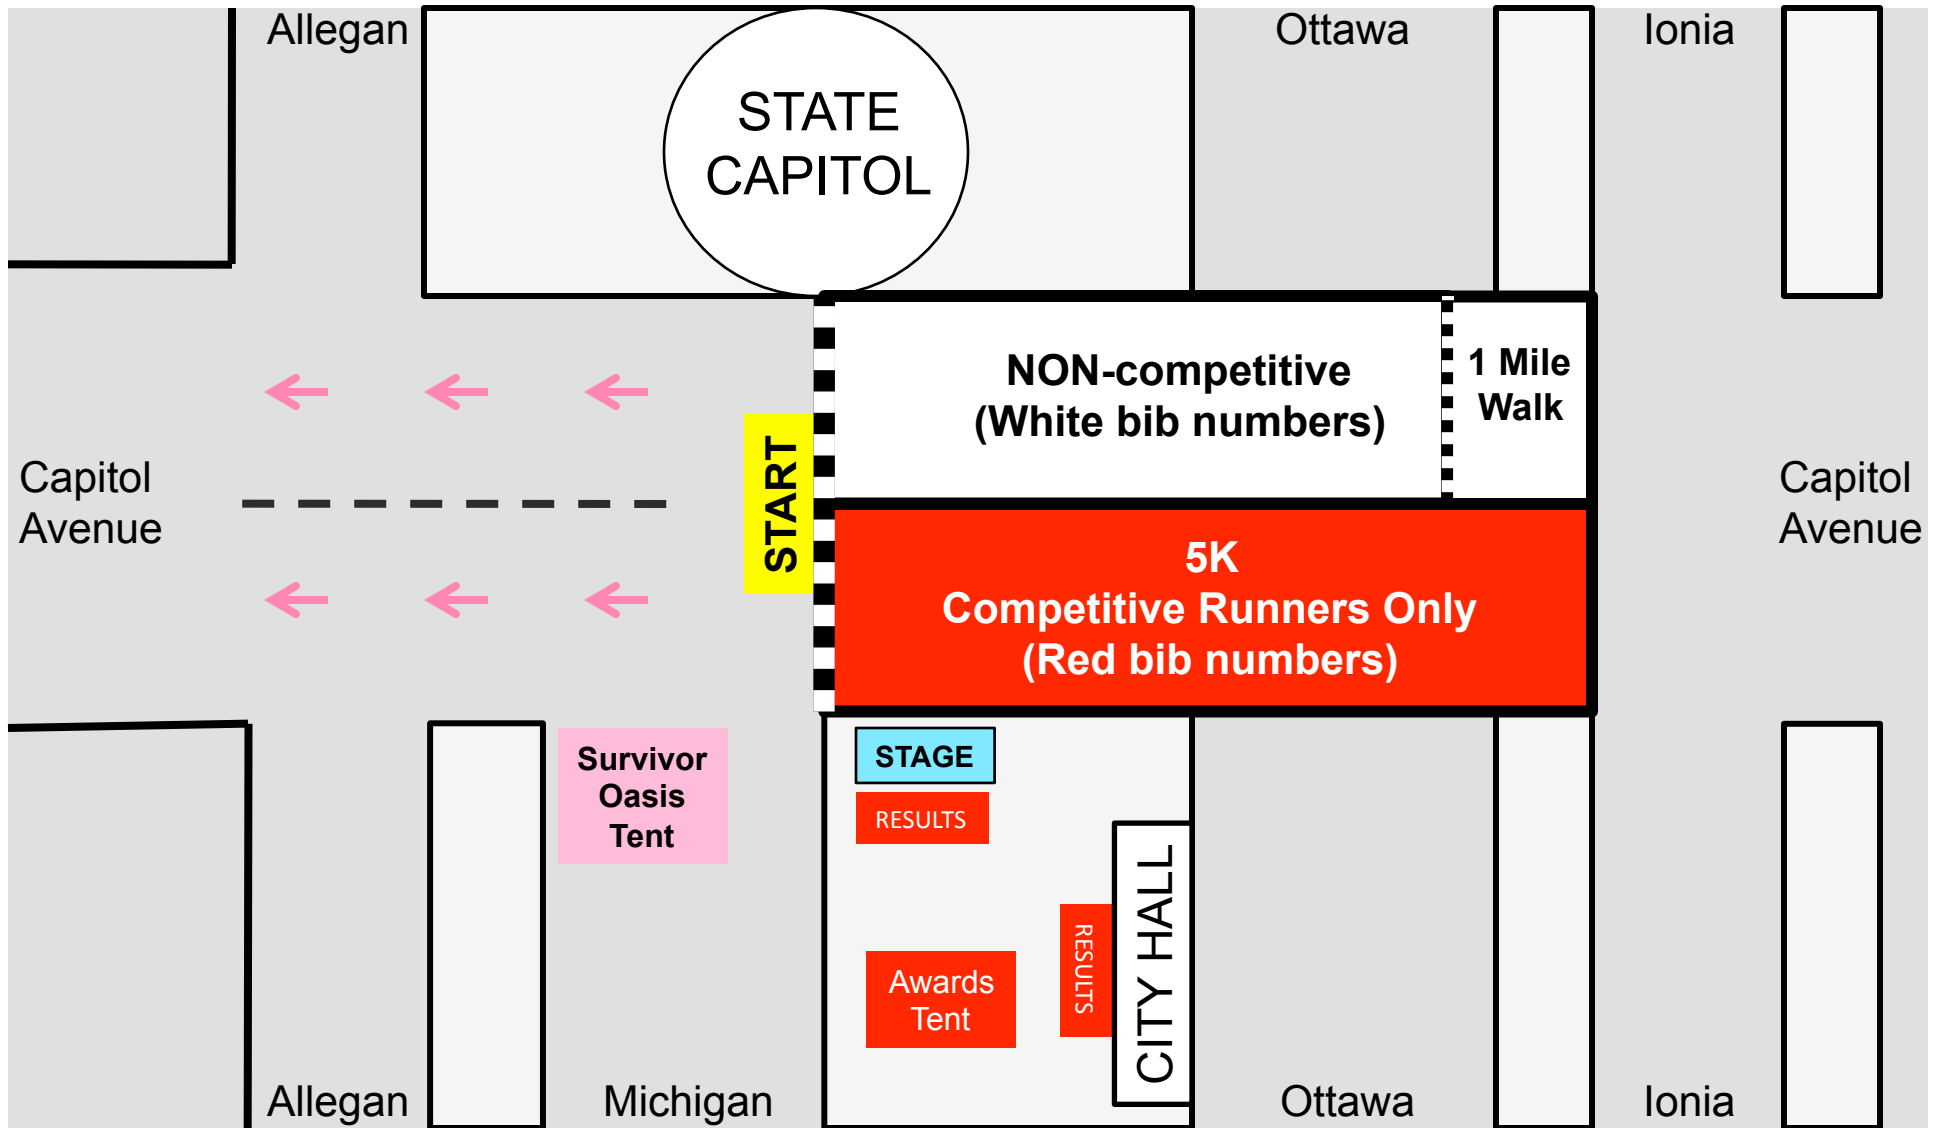 Allegan
Ottawa
Ionia
STATE
CAPITOL
NON-competitive
(White bib numbers)
1 Mile
Walk
START
Capitol
Avenue
Capitol
Avenue
5K
Competitive Runners Only
(Red bib numbers)
Survivor
Oasis
Tent
STAGE
RESULTS
RESULTS
CITY HALL
Awards
Tent
Allegan
Michigan
Ottawa
Ionia